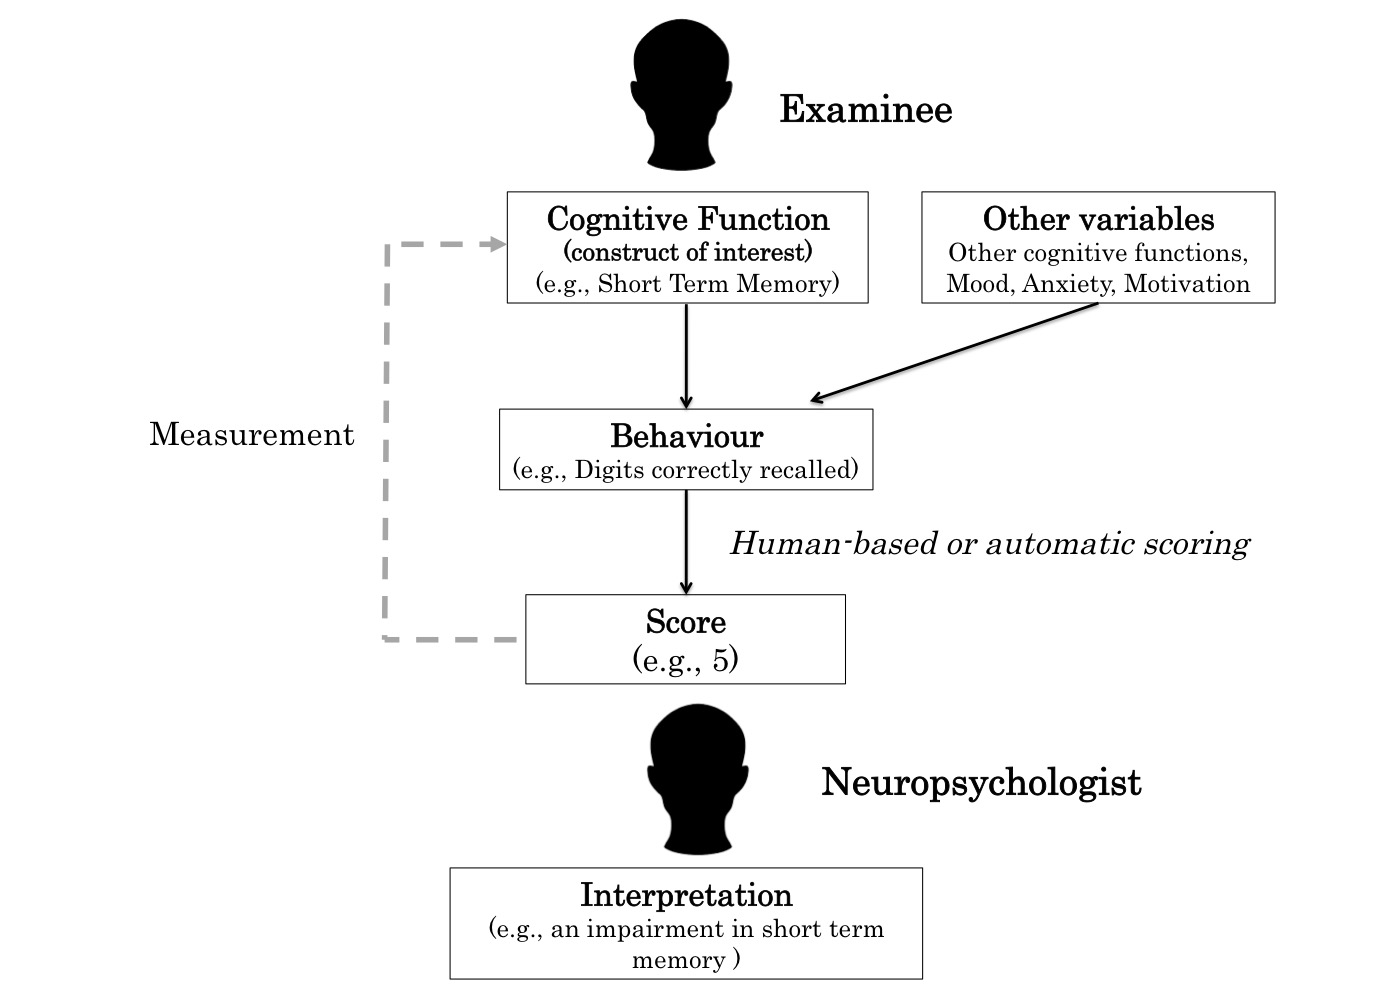 Examinee
Cognitive Function
(construct of interest)
(e.g., Short Term Memory)
Other variables
Other cognitive functions,
Mood, Anxiety, Motivation
Measurement
Behaviour
(e.g., Digits correctly recalled)
Human-based or automatic scoring
Score
(e.g., 5)
Neuropsychologist
Interpretation
(e.g., an impairment in short term
memory )